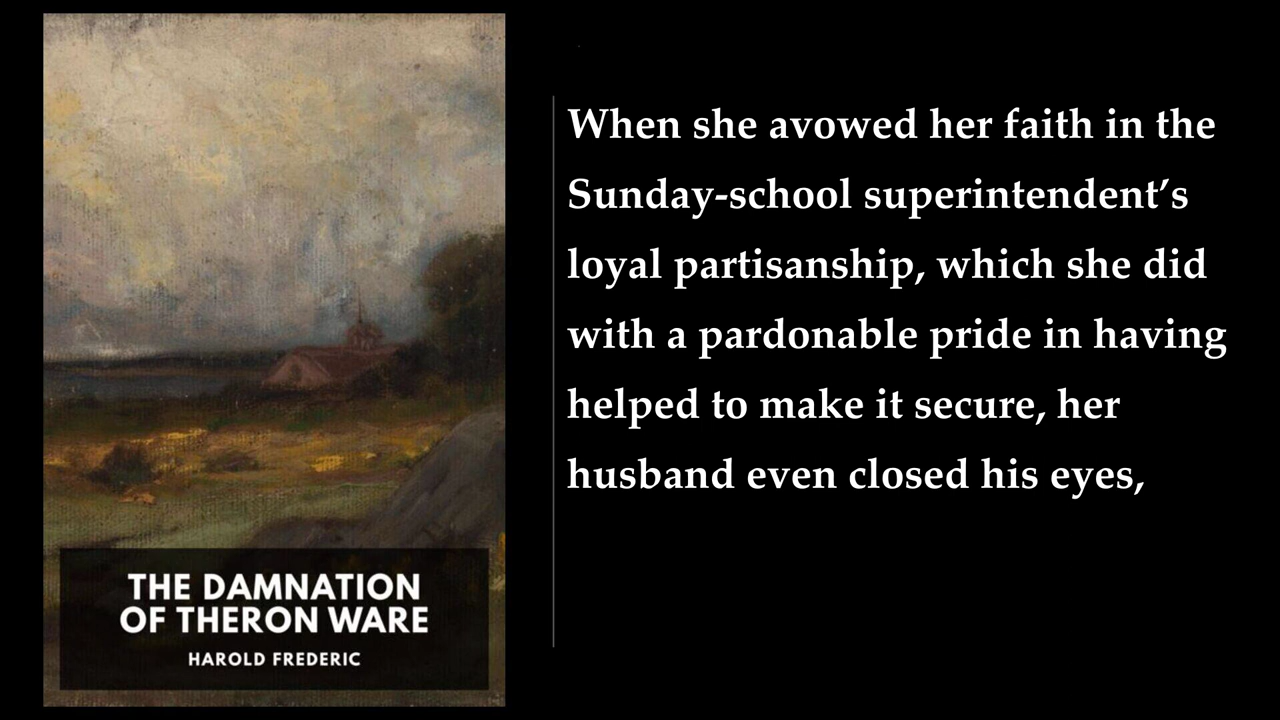 THE DAMNATION
OF THERON WARE
HAROLD FREDERIC
When she avowed her faith in the
Sunday-school superintendent’s
loyal partisanship, which she did
with a pardonable pride in having
helped to make it secure, her
husband even closed his eyes,